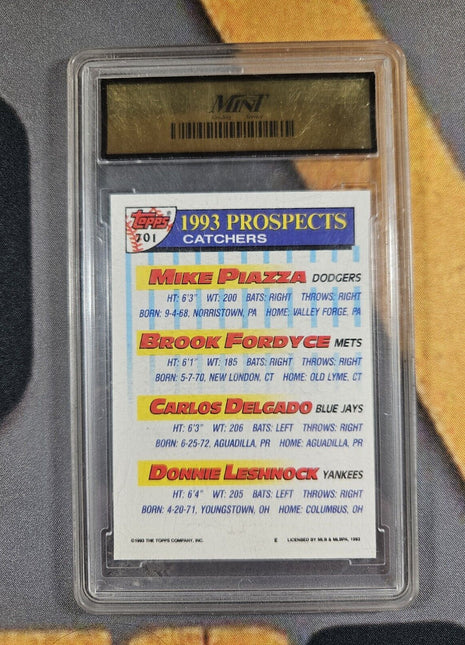 MINT
Grading Service
Topps
701
1993 PROSPECTS
CATCHERS
MIKE PIAZZA DODGERS
HT: 6'3" WT: 200 BATS: RIGHT THROWS: RIGHT
BORN: 9-4-68, NORRISTOWN, PA HOME: VALLEY FORGE, PA
BROOK FORDYCE METS
HT: 6'1" WT: 185 BATS: RIGHT THROWS: RIGHT
BORN: 5-7-70, NEW LONDON, CT HOME: OLD LYME, CT
CARLOS DELGADO BLUE JAYS
HT: 6'3" WT: 206 BATS: LEFT THROWS: RIGHT
BORN: 6-25-72, AGUADILLA, PR HOME: AGUADILLA, PR
DONNIE LESHNOCK YANKEES
HT: 6'4" WT: 205 BATS: LEFT THROWS: RIGHT
BORN: 4-20-71, YOUNGSTOWN, OH HOME: COLUMBUS, OH
©1993 THE TOPPS COMPANY, INC. E LICENSED BY MLB & MLBPA, 1993